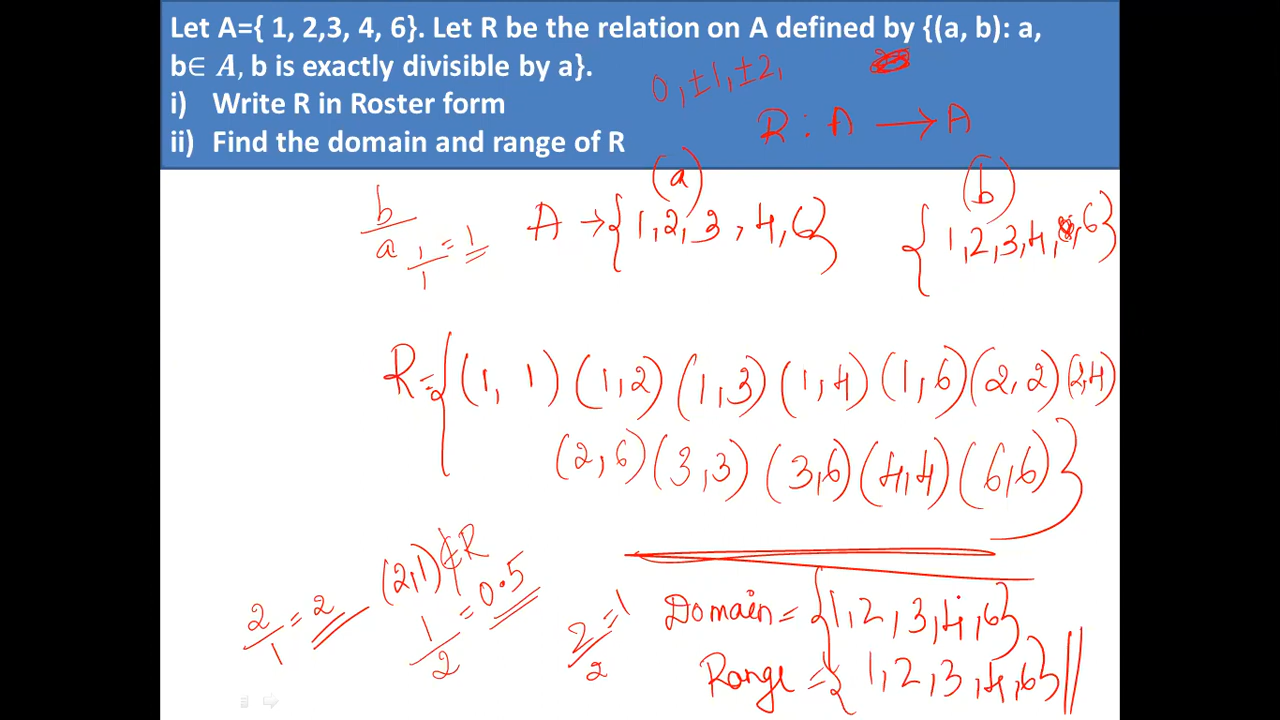 Let A={ 1, 2,3, 4, 6}. Let R be the relation on A defined by {(a, b): a,
b∈ A, b is exactly divisible by a}.
i) Write R in Roster form
ii) Find the domain and range of R
0, ±1, ±2,
R : A → A
(a)
(b)
b/a
1/1 = 1
A → {1, 2, 3, 4, 6}
{1, 2, 3, 4, , 6}
R = {(1, 1) (1, 2) (1, 3) (1, 4) (1, 6) (2, 2) (2, 4)
(2, 6) (3, 3) (3, 6) (4, 4) (6, 6)}
(2,1) ∉ R
2/1 = 2
1/2 = 0.5
2/2 = 1
Domain = {1, 2, 3, 4, 6}
Range = {1, 2, 3, 4, 6}